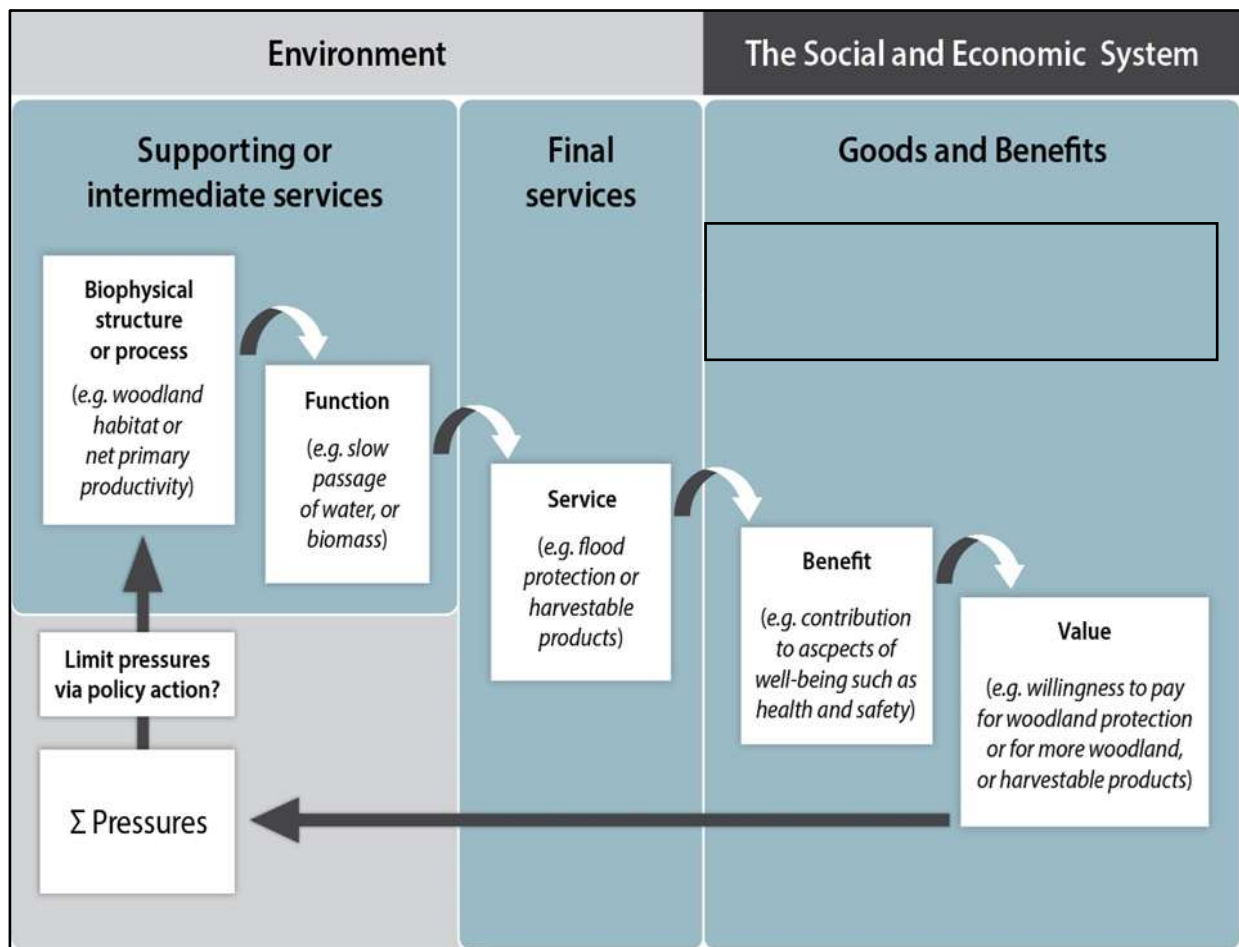 Environment
The Social and Economic System
Supporting or
intermediate services
Final
services
Goods and Benefits
Biophysical
structure
or process
(e.g. woodland
habitat or
net primary
productivity)
Function
(e.g. slow
passage
of water, or
biomass)
Service
(e.g. flood
protection or
harvestable
products)
Benefit
(e.g. contribution
to ascpects of
well-being such as
health and safety)
Value
(e.g. willingness to pay
for woodland protection
or for more woodland,
or harvestable products)
Limit pressures
via policy action?
Σ Pressures